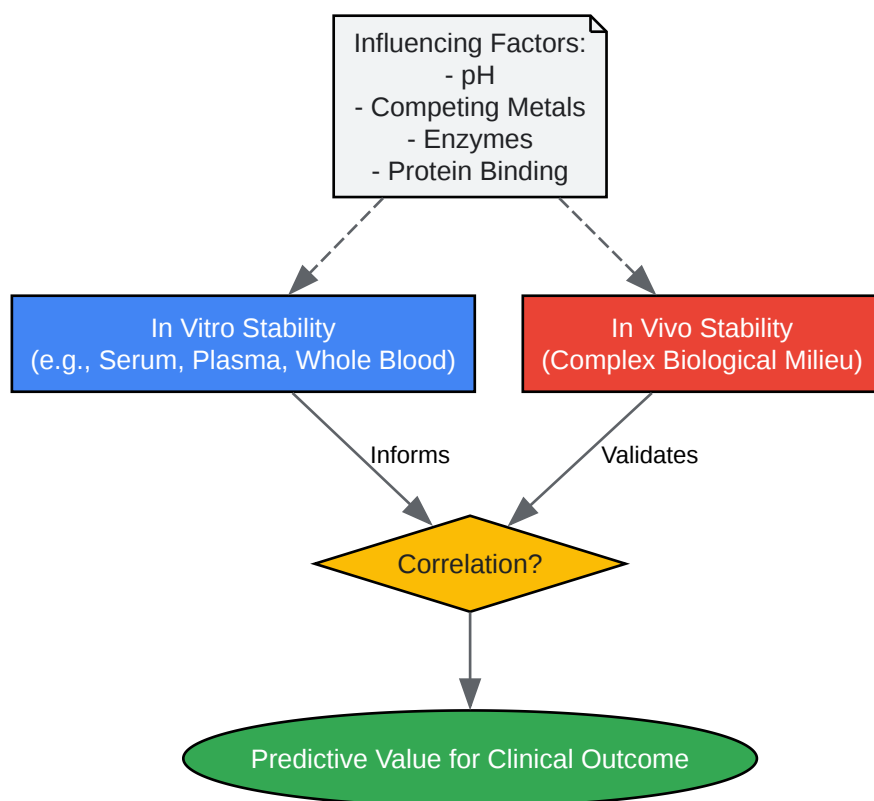 Influencing Factors:
- pH
- Competing Metals
- Enzymes
- Protein Binding
In Vitro Stability
(e.g., Serum, Plasma, Whole Blood)
In Vivo Stability
(Complex Biological Milieu)
Informs
Validates
Correlation?
Predictive Value for Clinical Outcome